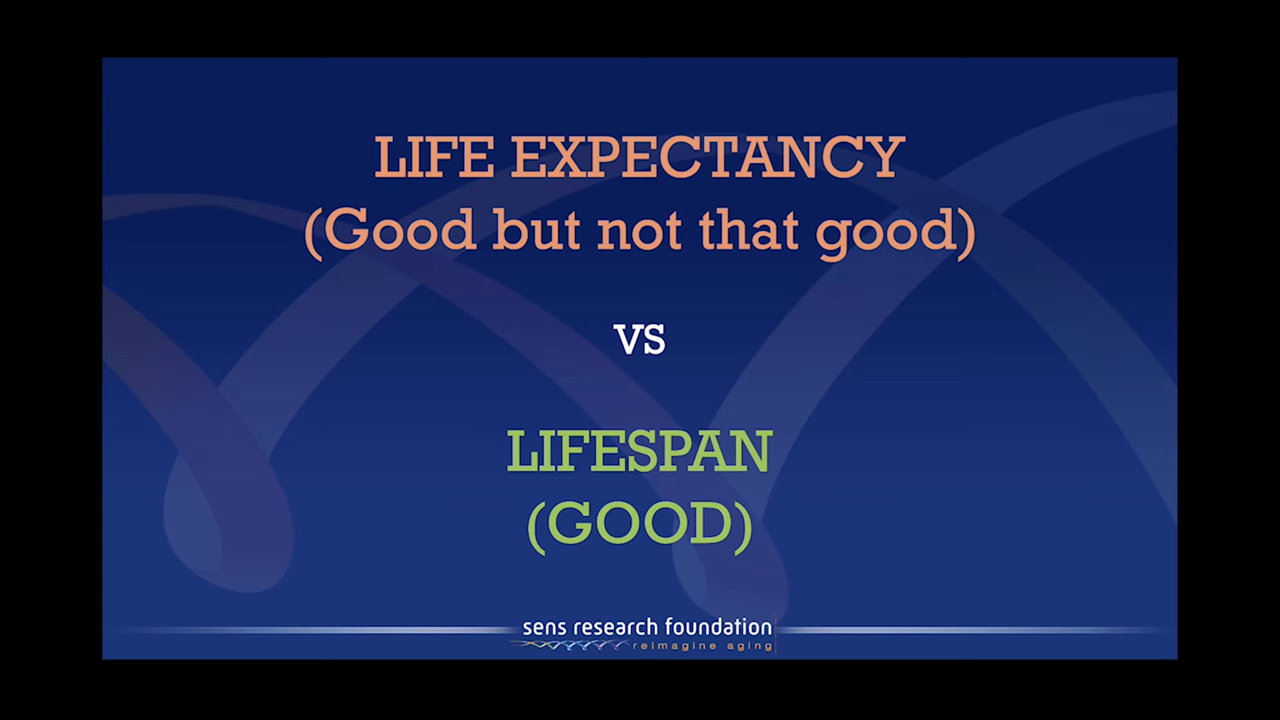 LIFE EXPECTANCY
(Good but not that good)
vs
LIFESPAN
(GOOD)
sens research foundation
reimagine aging